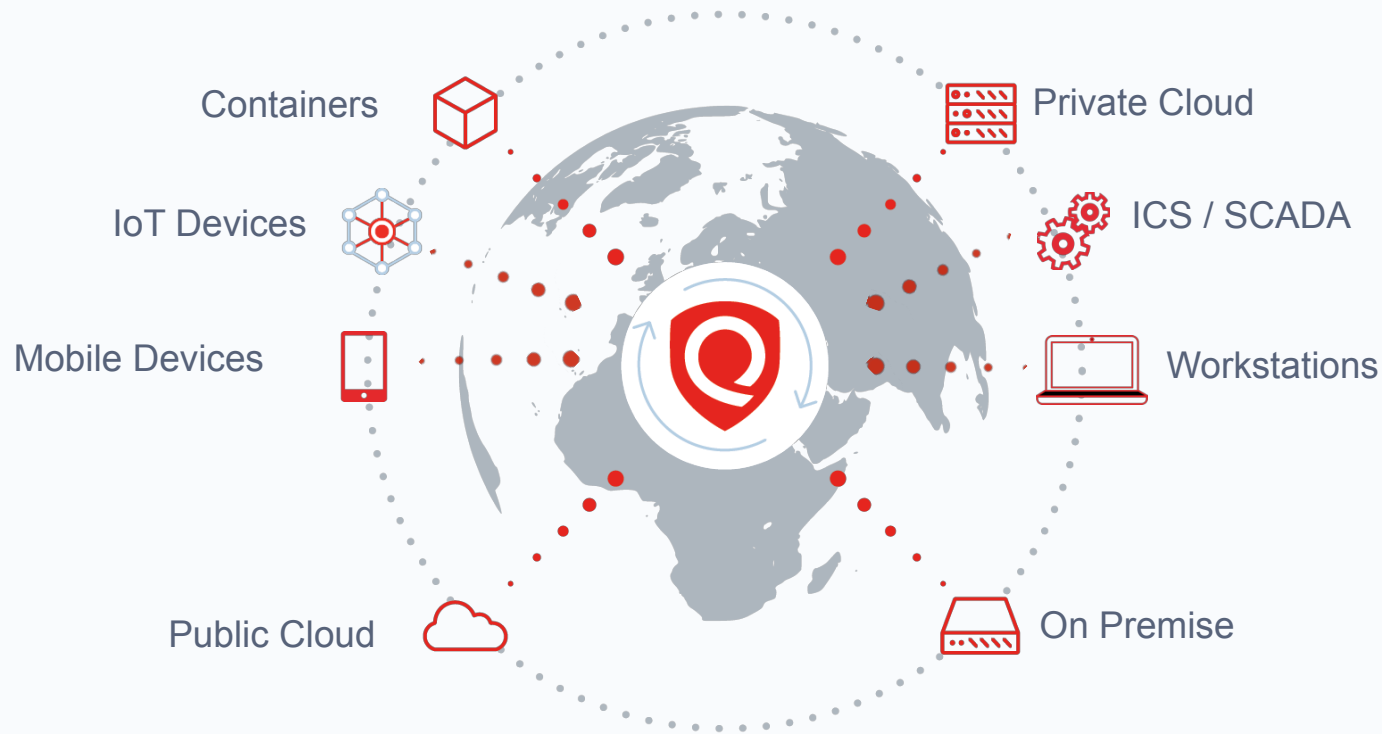 Containers
Private Cloud
IoT Devices
ICS / SCADA
Mobile Devices
Workstations
Public Cloud
On Premise